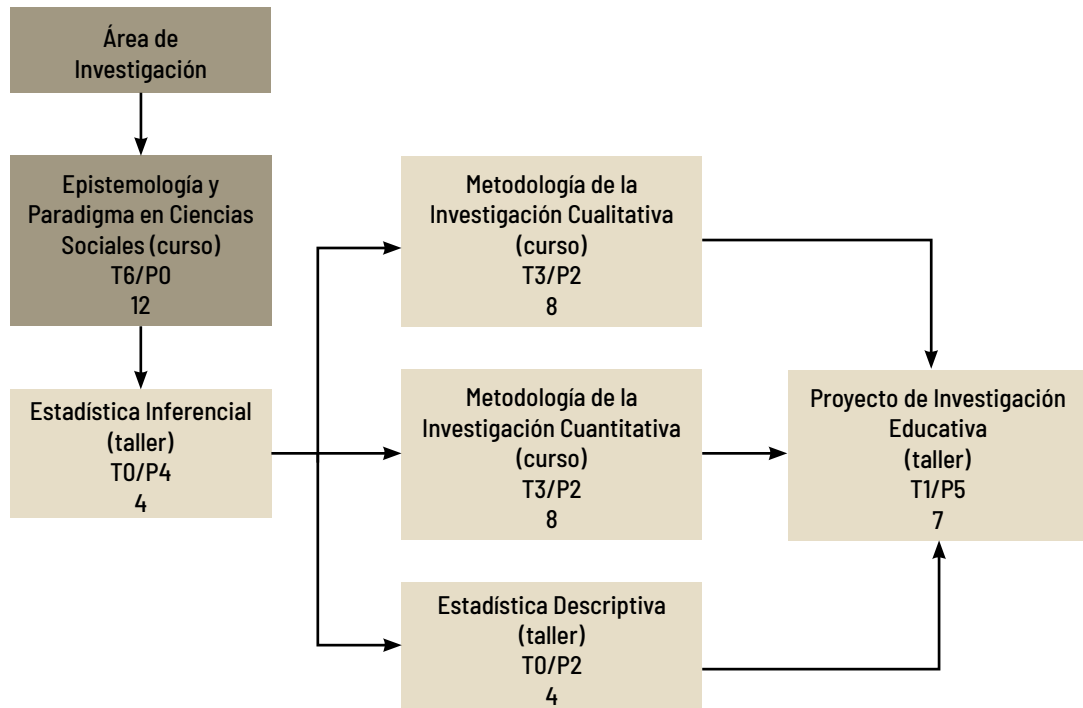 Área de
Investigación
Epistemología y
Paradigma en Ciencias
Sociales (curso)
T6/P0
12
Estadística Inferencial
(taller)
T0/P4
4
Metodología de la
Investigación Cualitativa
(curso)
T3/P2
8
Metodología de la
Investigación Cuantitativa
(curso)
T3/P2
8
Estadística Descriptiva
(taller)
T0/P2
4
Proyecto de Investigación
Educativa
(taller)
T1/P5
7